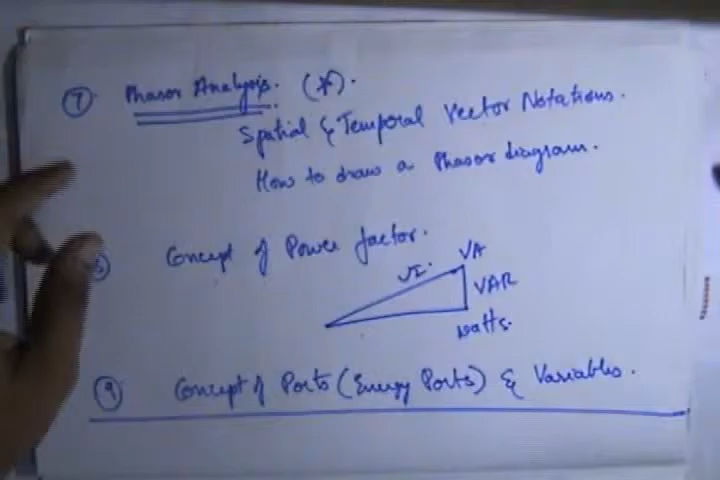 ⑦ Phasor Analysis. (*).
Spatial & Temporal Vector Notations.
How to draw a Phasor diagram.
Concept of Power factor.
VA
VI.
VAR
watts.
⑨ Concept of Ports (Energy Ports) & Variables.